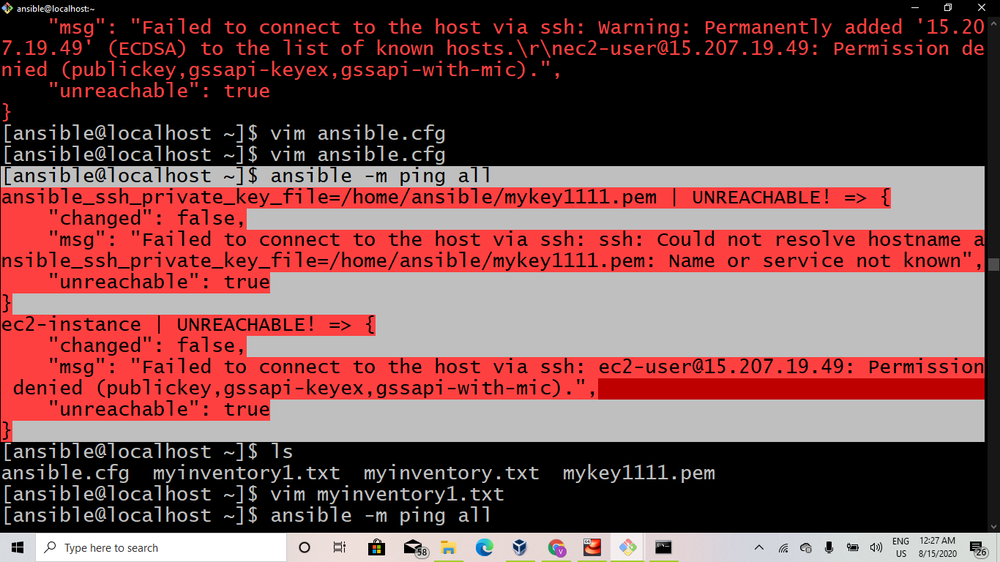 ansible@localhost:~
    "msg": "Failed to connect to the host via ssh: Warning: Permanently added '15.20
7.19.49' (ECDSA) to the list of known hosts.\r\nec2-user@15.207.19.49: Permission de
nied (publickey,gssapi-keyex,gssapi-with-mic).",
    "unreachable": true
}
[ansible@localhost ~]$ vim ansible.cfg
[ansible@localhost ~]$ vim ansible.cfg
[ansible@localhost ~]$ ansible -m ping all
ansible_ssh_private_key_file=/home/ansible/mykey1111.pem | UNREACHABLE! => {
    "changed": false,
    "msg": "Failed to connect to the host via ssh: ssh: Could not resolve hostname a
nsible_ssh_private_key_file=/home/ansible/mykey1111.pem: Name or service not known",
    "unreachable": true
}
ec2-instance | UNREACHABLE! => {
    "changed": false,
    "msg": "Failed to connect to the host via ssh: ec2-user@15.207.19.49: Permission
 denied (publickey,gssapi-keyex,gssapi-with-mic).",
    "unreachable": true
}
[ansible@localhost ~]$ ls
ansible.cfg  myinventory1.txt  myinventory.txt  mykey1111.pem
[ansible@localhost ~]$ vim myinventory1.txt
[ansible@localhost ~]$ ansible -m ping all
Type here to search
58
V
64
ENG
US
12:27 AM
8/15/2020
26